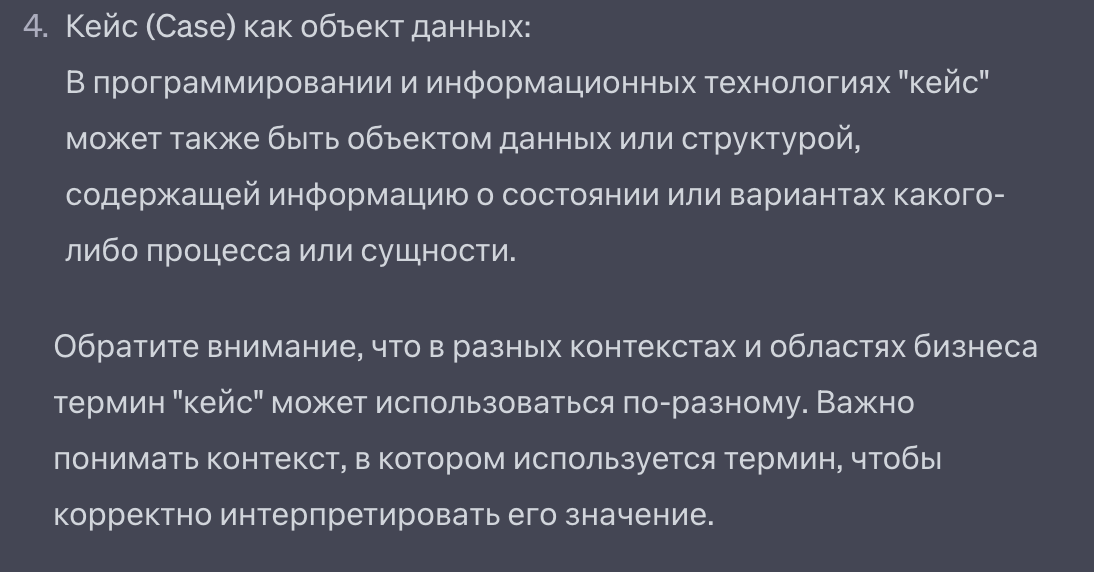 4. Кейс (Case) как объект данных:
В программировании и информационных технологиях "кейс"
может также быть объектом данных или структурой,
содержащей информацию о состоянии или вариантах какого-
либо процесса или сущности.
Обратите внимание, что в разных контекстах и областях бизнеса
термин "кейс" может использоваться по-разному. Важно
понимать контекст, в котором используется термин, чтобы
корректно интерпретировать его значение.